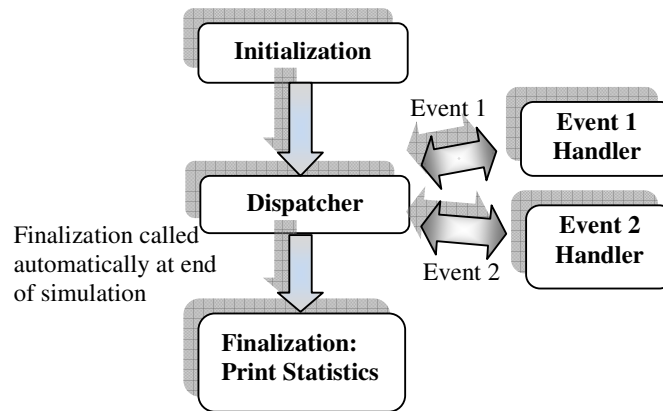 Initialization
Event 1
Event 1
Handler
Dispatcher
Event 2
Handler
Event 2
Finalization called
automatically at end
of simulation
Finalization:
Print Statistics